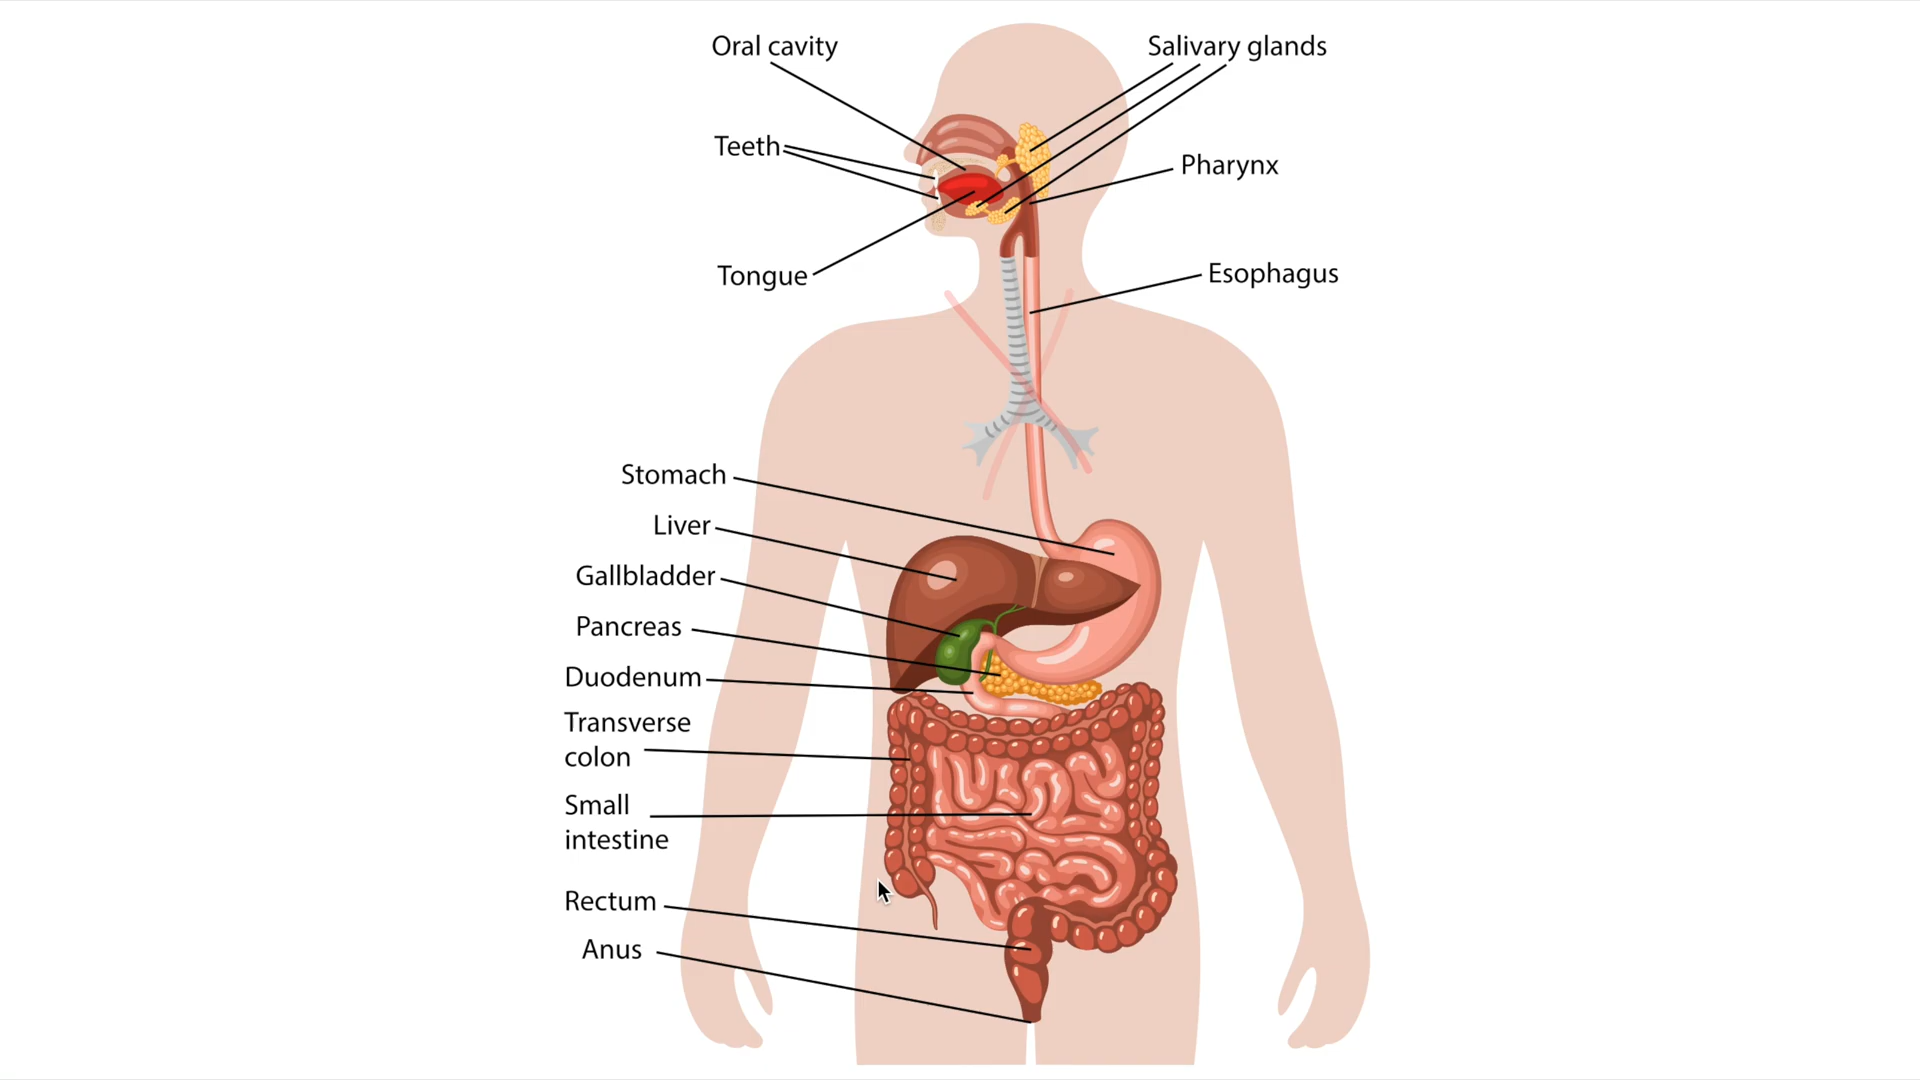 Oral cavity
Salivary glands
Teeth
Pharynx
Tongue
Esophagus
Stomach
Liver
Gallbladder
Pancreas
Duodenum
Transverse
colon
Small
intestine
Rectum
Anus